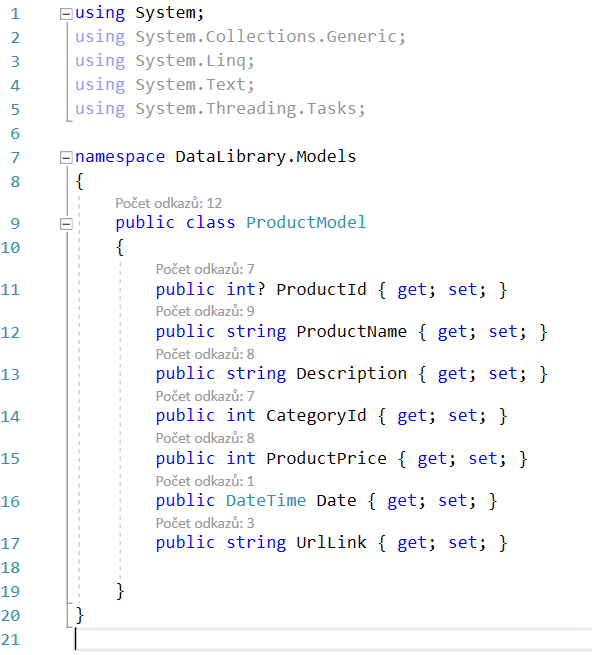 1 using System;
2 using System.Collections.Generic;
3 using System.Linq;
4 using System.Text;
5 using System.Threading.Tasks;
6
7 namespace DataLibrary.Models
8 {
Počet odkazů: 12
9 public class ProductModel
10 {
Počet odkazů: 7
11 public int? ProductId { get; set; }
Počet odkazů: 9
12 public string ProductName { get; set; }
Počet odkazů: 8
13 public string Description { get; set; }
Počet odkazů: 7
14 public int CategoryId { get; set; }
Počet odkazů: 8
15 public int ProductPrice { get; set; }
Počet odkazů: 1
16 public DateTime Date { get; set; }
Počet odkazů: 3
17 public string UrlLink { get; set; }
18
19 }
20 }
21